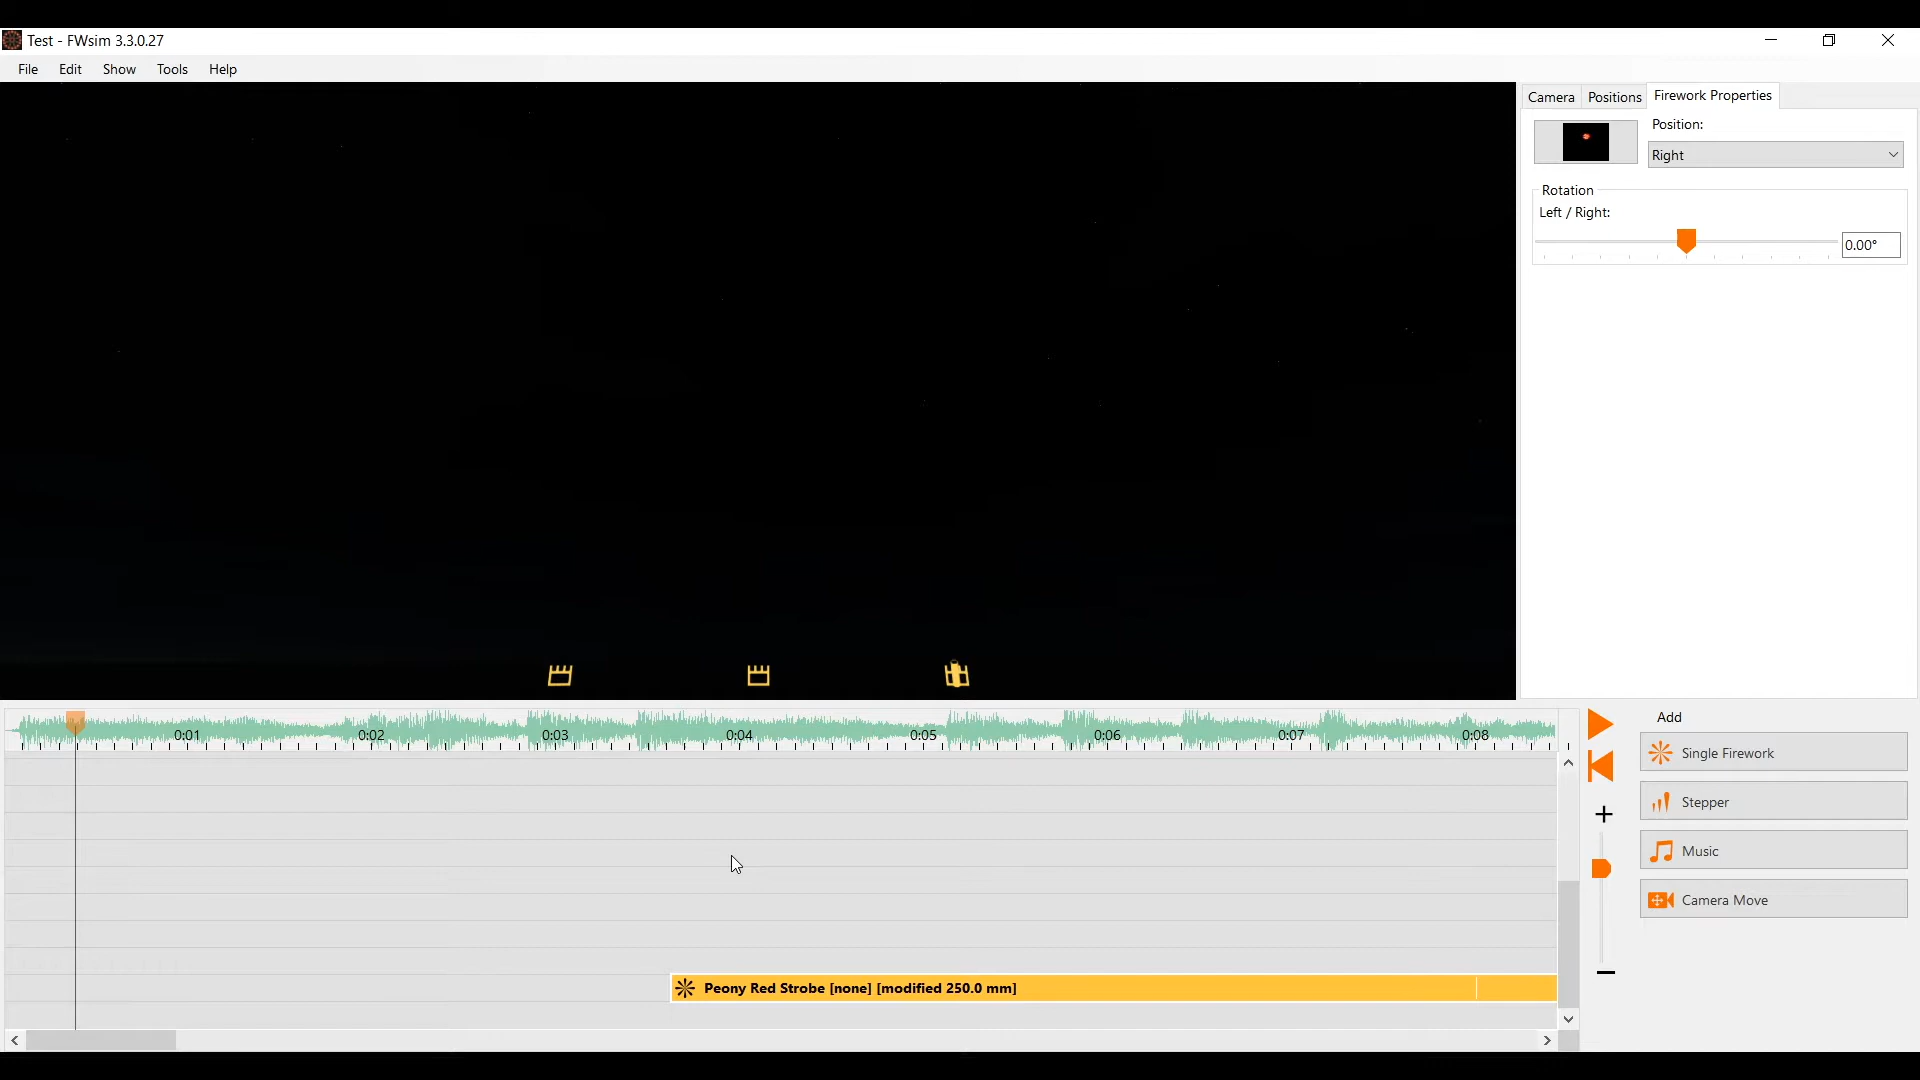 Test - FWsim 3.3.0.27
File Edit Show Tools Help
Camera Positions Firework Properties
Position:
Right
Rotation
Left / Right:
0.00°
0:01 0:02 0:03 0:04 0:05 0:06 0:07 0:08
Add
Single Firework
Stepper
Music
Camera Move
Peony Red Strobe [none] [modified 250.0 mm]